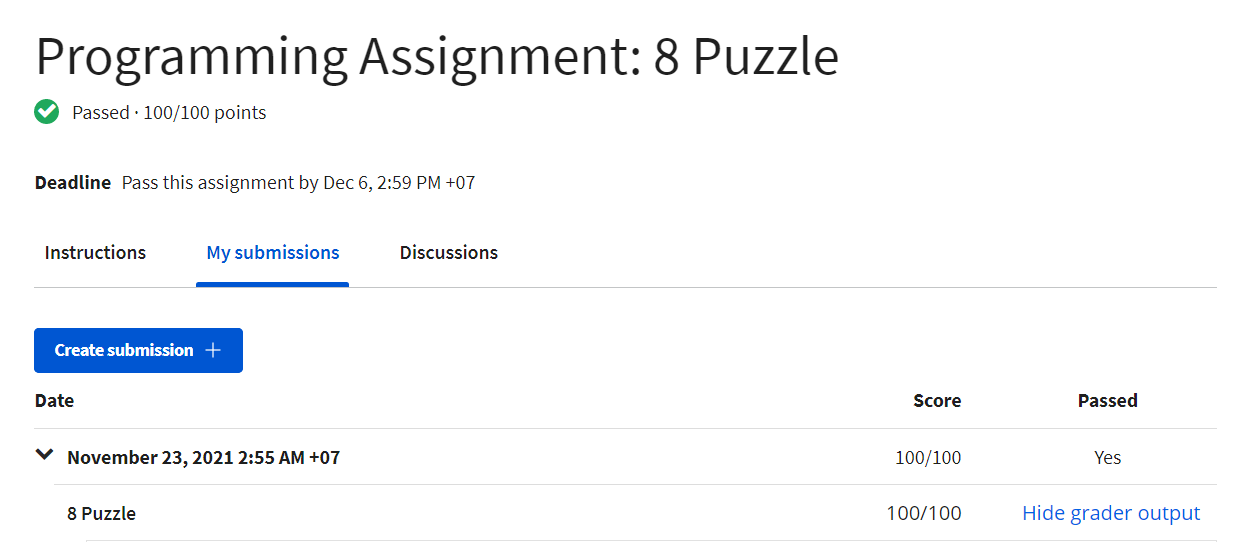 Programming Assignment: 8 Puzzle
Passed · 100/100 points
Deadline Pass this assignment by Dec 6, 2:59 PM +07
Instructions My submissions Discussions
Create submission +
Date Score Passed
November 23, 2021 2:55 AM +07 100/100 Yes
8 Puzzle 100/100 Hide grader output